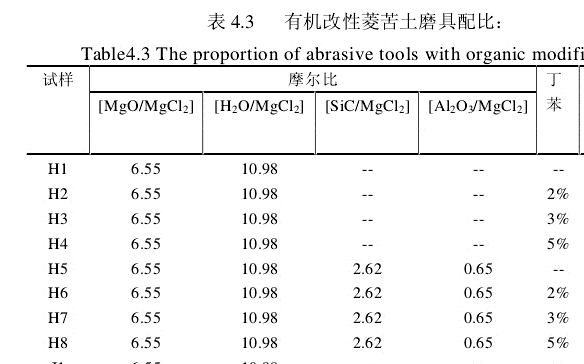 表 4.3 有机改性菱苦土磨具配比：
Table4.3 The proportion of abrasive tools with organic modifi
试样 摩尔比 丁苯
[MgO/MgCl₂] [H₂O/MgCl₂] [SiC/MgCl₂] [Al₂O₃/MgCl₂]
H1 6.55 10.98 -- -- --
H2 6.55 10.98 -- -- 2%
H3 6.55 10.98 -- -- 3%
H4 6.55 10.98 -- -- 5%
H5 6.55 10.98 2.62 0.65 --
H6 6.55 10.98 2.62 0.65 2%
H7 6.55 10.98 2.62 0.65 3%
H8 6.55 10.98 2.62 0.65 5%